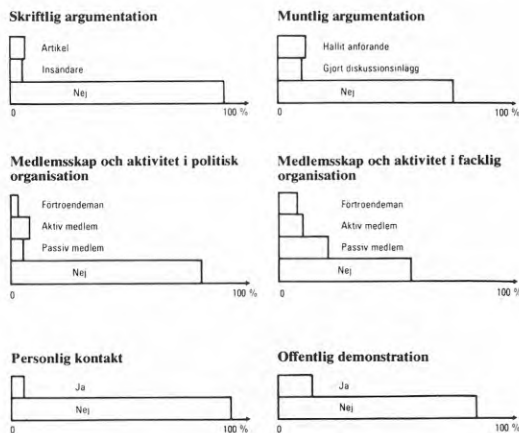 Skriftlig argumentation
Artikel
Insändare
Nej
0
100 %
Muntlig argumentation
Hållit anförande
Gjort diskussionsinlägg
Nej
0
100 %
Medlemsskap och aktivitet i politisk
organisation
Förtroendeman
Aktiv medlem
Passiv medlem
Nej
0
100 %
Medlemsskap och aktivitet i facklig
organisation
Förtroendeman
Aktiv medlem
Passiv medlem
Nej
0
100 %
Personlig kontakt
Ja
Nej
0
100 %
Offentlig demonstration
Ja
Nej
0
100 %